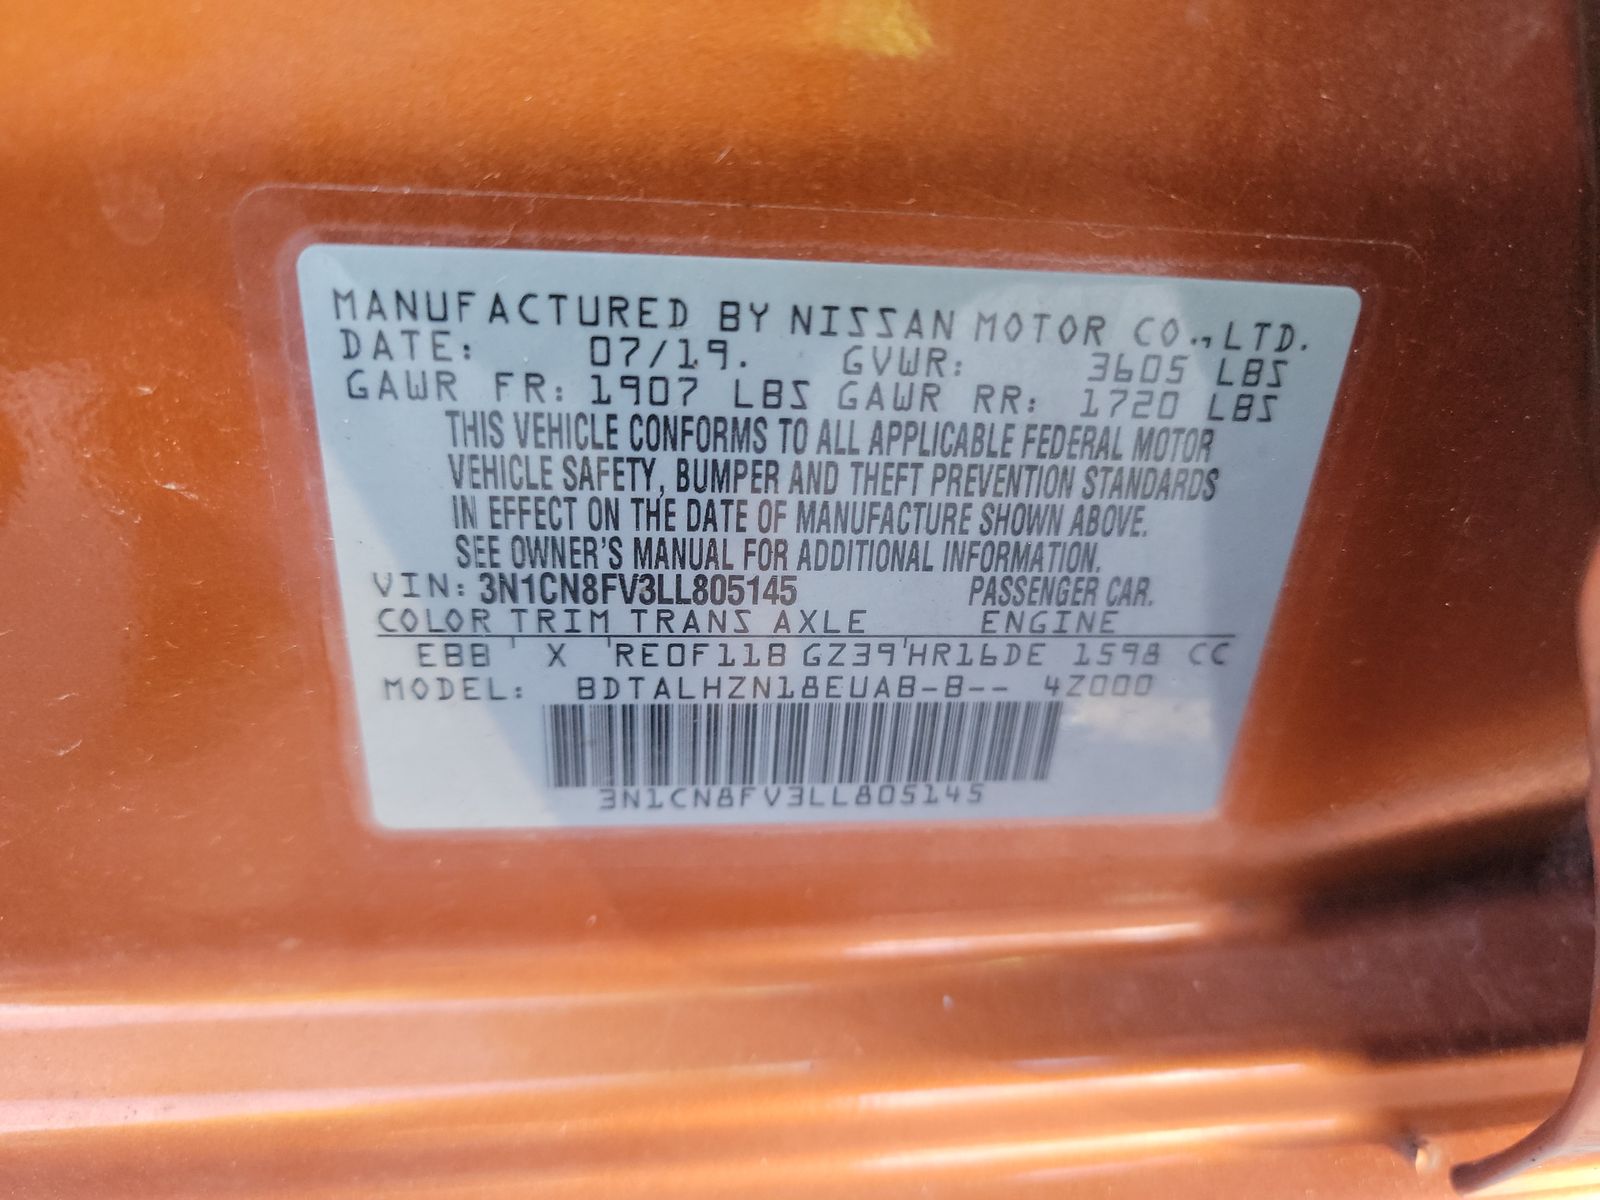 MANUFACTURED BY NISSAN MOTOR CO.,LTD.
DATE: 07/19. GVWR: 3605 LBS
GAWR FR: 1907 LBS GAWR RR: 1720 LBS
THIS VEHICLE CONFORMS TO ALL APPLICABLE FEDERAL MOTOR
VEHICLE SAFETY, BUMPER AND THEFT PREVENTION STANDARDS
IN EFFECT ON THE DATE OF MANUFACTURE SHOWN ABOVE.
SEE OWNER'S MANUAL FOR ADDITIONAL INFORMATION.
VIN: 3N1CN8FV3LL805145 PASSENGER CAR.
COLOR TRIM TRANS AXLE ENGINE
EBB ' X ' RE0F11B GZ39 ' HR16DE 1598 CC
MODEL: BDTALHZN18EUAB-B-- 4Z000
3N1CN8FV3LL805145